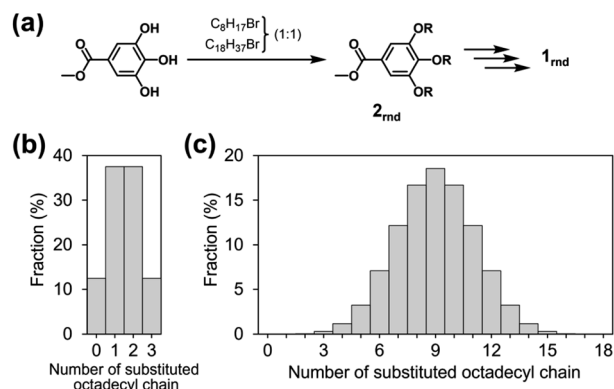 (a)
OH
OH
OH
O
O
C₈H₁₇Br
C₁₈H₃₇Br
(1:1)
OR
OR
OR
O
O
2rnd
1rnd
(b)
Fraction (%)
40
30
20
10
0
0 1 2 3
Number of substituted
octadecyl chain
(c)
Fraction (%)
20
15
10
5
0
0 3 6 9 12 15 18
Number of substituted octadecyl chain